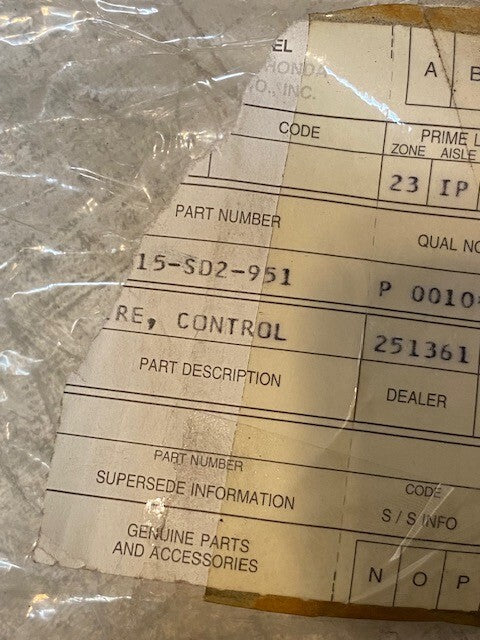 EL
HONDA
O., INC.
A B
CODE
PRIME L
ZONE AISLE
23 IP
PART NUMBER
QUAL NO
15-SD2-951
P 0010
RE, CONTROL
251361
PART DESCRIPTION
DEALER
PART NUMBER
CODE
SUPERSEDE INFORMATION
S / S INFO
GENUINE PARTS
AND ACCESSORIES
N O P